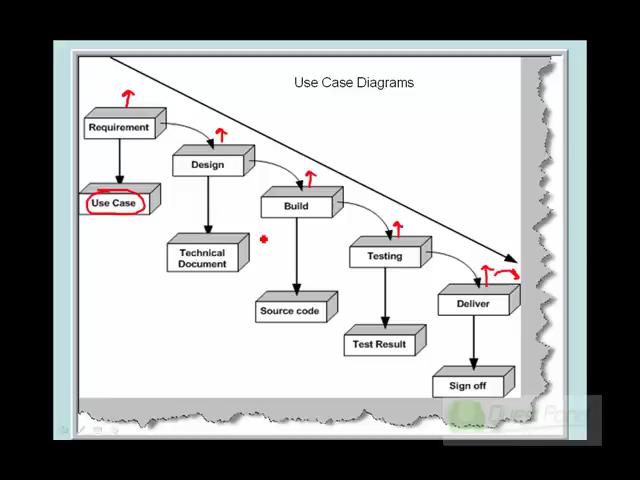 Use Case Diagrams
Requirement
Design
Use Case
Build
Technical
Document
Testing
Source code
Deliver
Test Result
Sign off